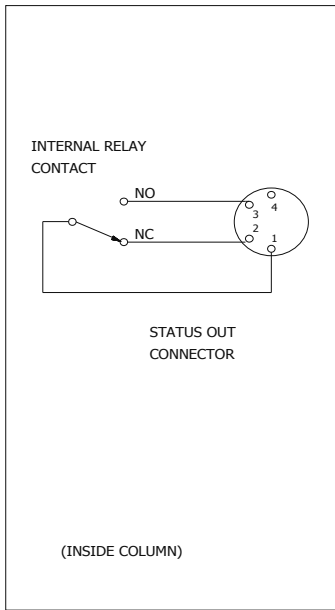 INTERNAL RELAY
CONTACT
NO
3
4
NC
2
1
STATUS OUT
CONNECTOR
(INSIDE COLUMN)